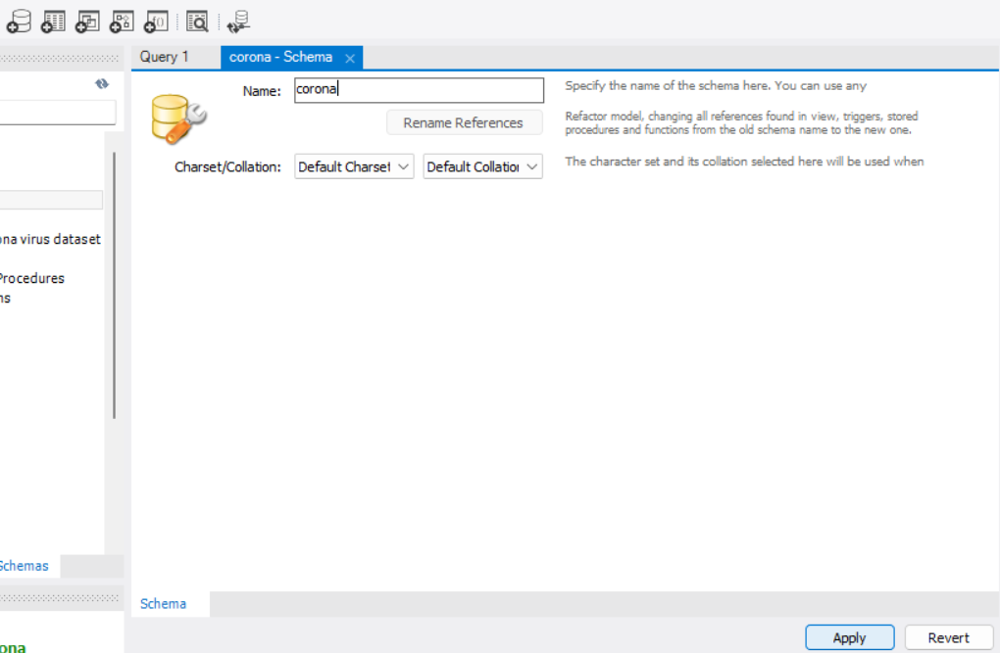 Query 1
corona - Schema
Name:
corona
Specify the name of the schema here. You can use any
Rename References
Refactor model, changing all references found in view, triggers, stored
procedures and functions from the old schema name to the new one.
Charset/Collation:
Default Charset
Default Collation
The character set and its collation selected here will be used when
ona virus dataset
Procedures
ns
Schemas
Schema
ona
Apply
Revert